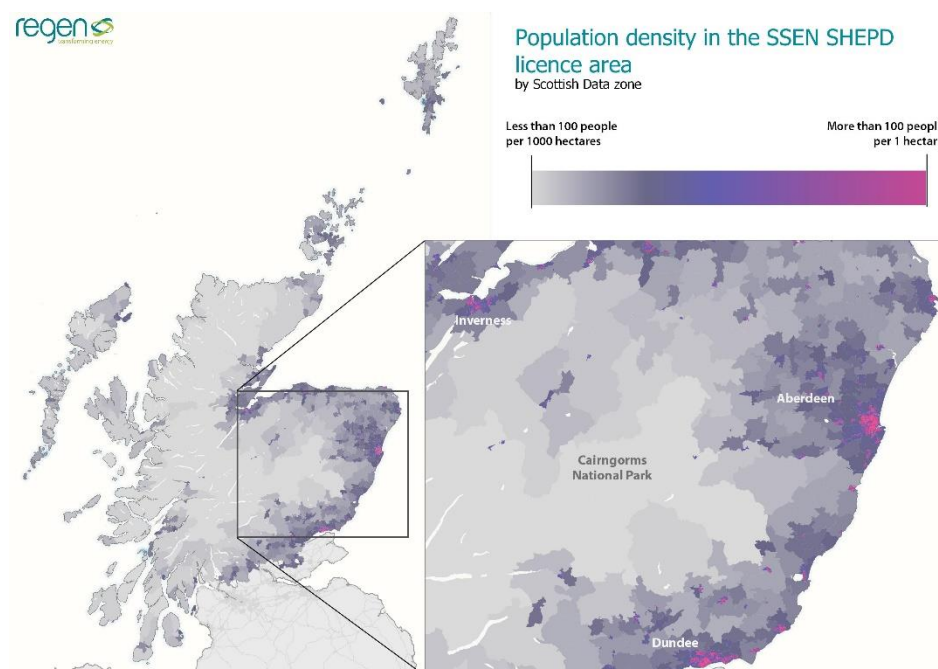 regen
transforming energy
Population density in the SSEN SHEPD
licence area
by Scottish Data zone
Less than 100 people
per 1000 hectares
More than 100 peopl
per 1 hectar
Inverness
Aberdeen
Cairngorms
National Park
Dundee